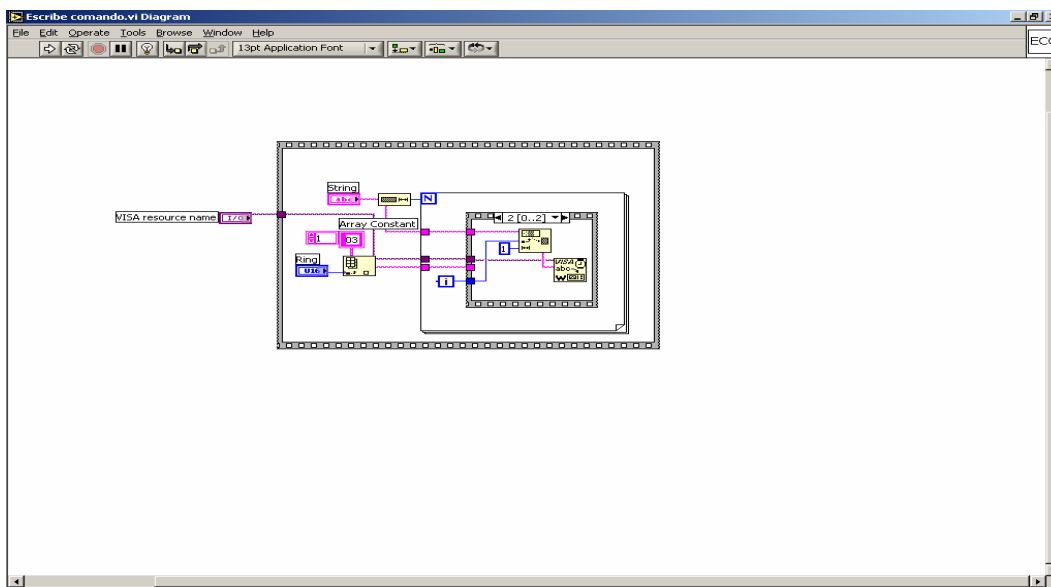 Escribe comando.vi Diagram
File Edit Operate Tools Browse Window Help
13pt Application Font
ECO
String
abc
N
VISA resource name
I/O
2 [0..2]
Array Constant
1
03
1
Ring
U16
VISA
abc
W
i